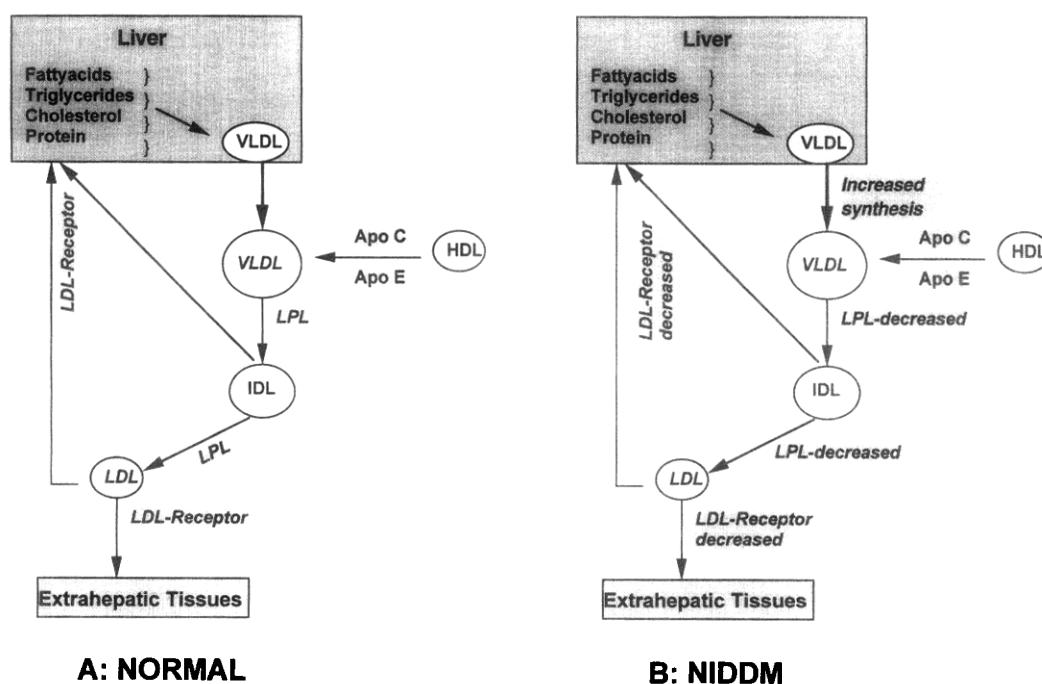 Liver
Fattyacids }
Triglycerides }
Cholesterol }
Protein }
VLDL
LDL-Receptor
VLDL
Apo C
Apo E
HDL
LPL
IDL
LPL
LDL
LDL-Receptor
Extrahepatic Tissues
A: NORMAL
Liver
Fattyacids }
Triglycerides }
Cholesterol }
Protein }
VLDL
Increased
synthesis
LDL-Receptor
decreased
VLDL
Apo C
Apo E
HDL
LPL-decreased
IDL
LPL-decreased
LDL
LDL-Receptor
decreased
Extrahepatic Tissues
B: NIDDM